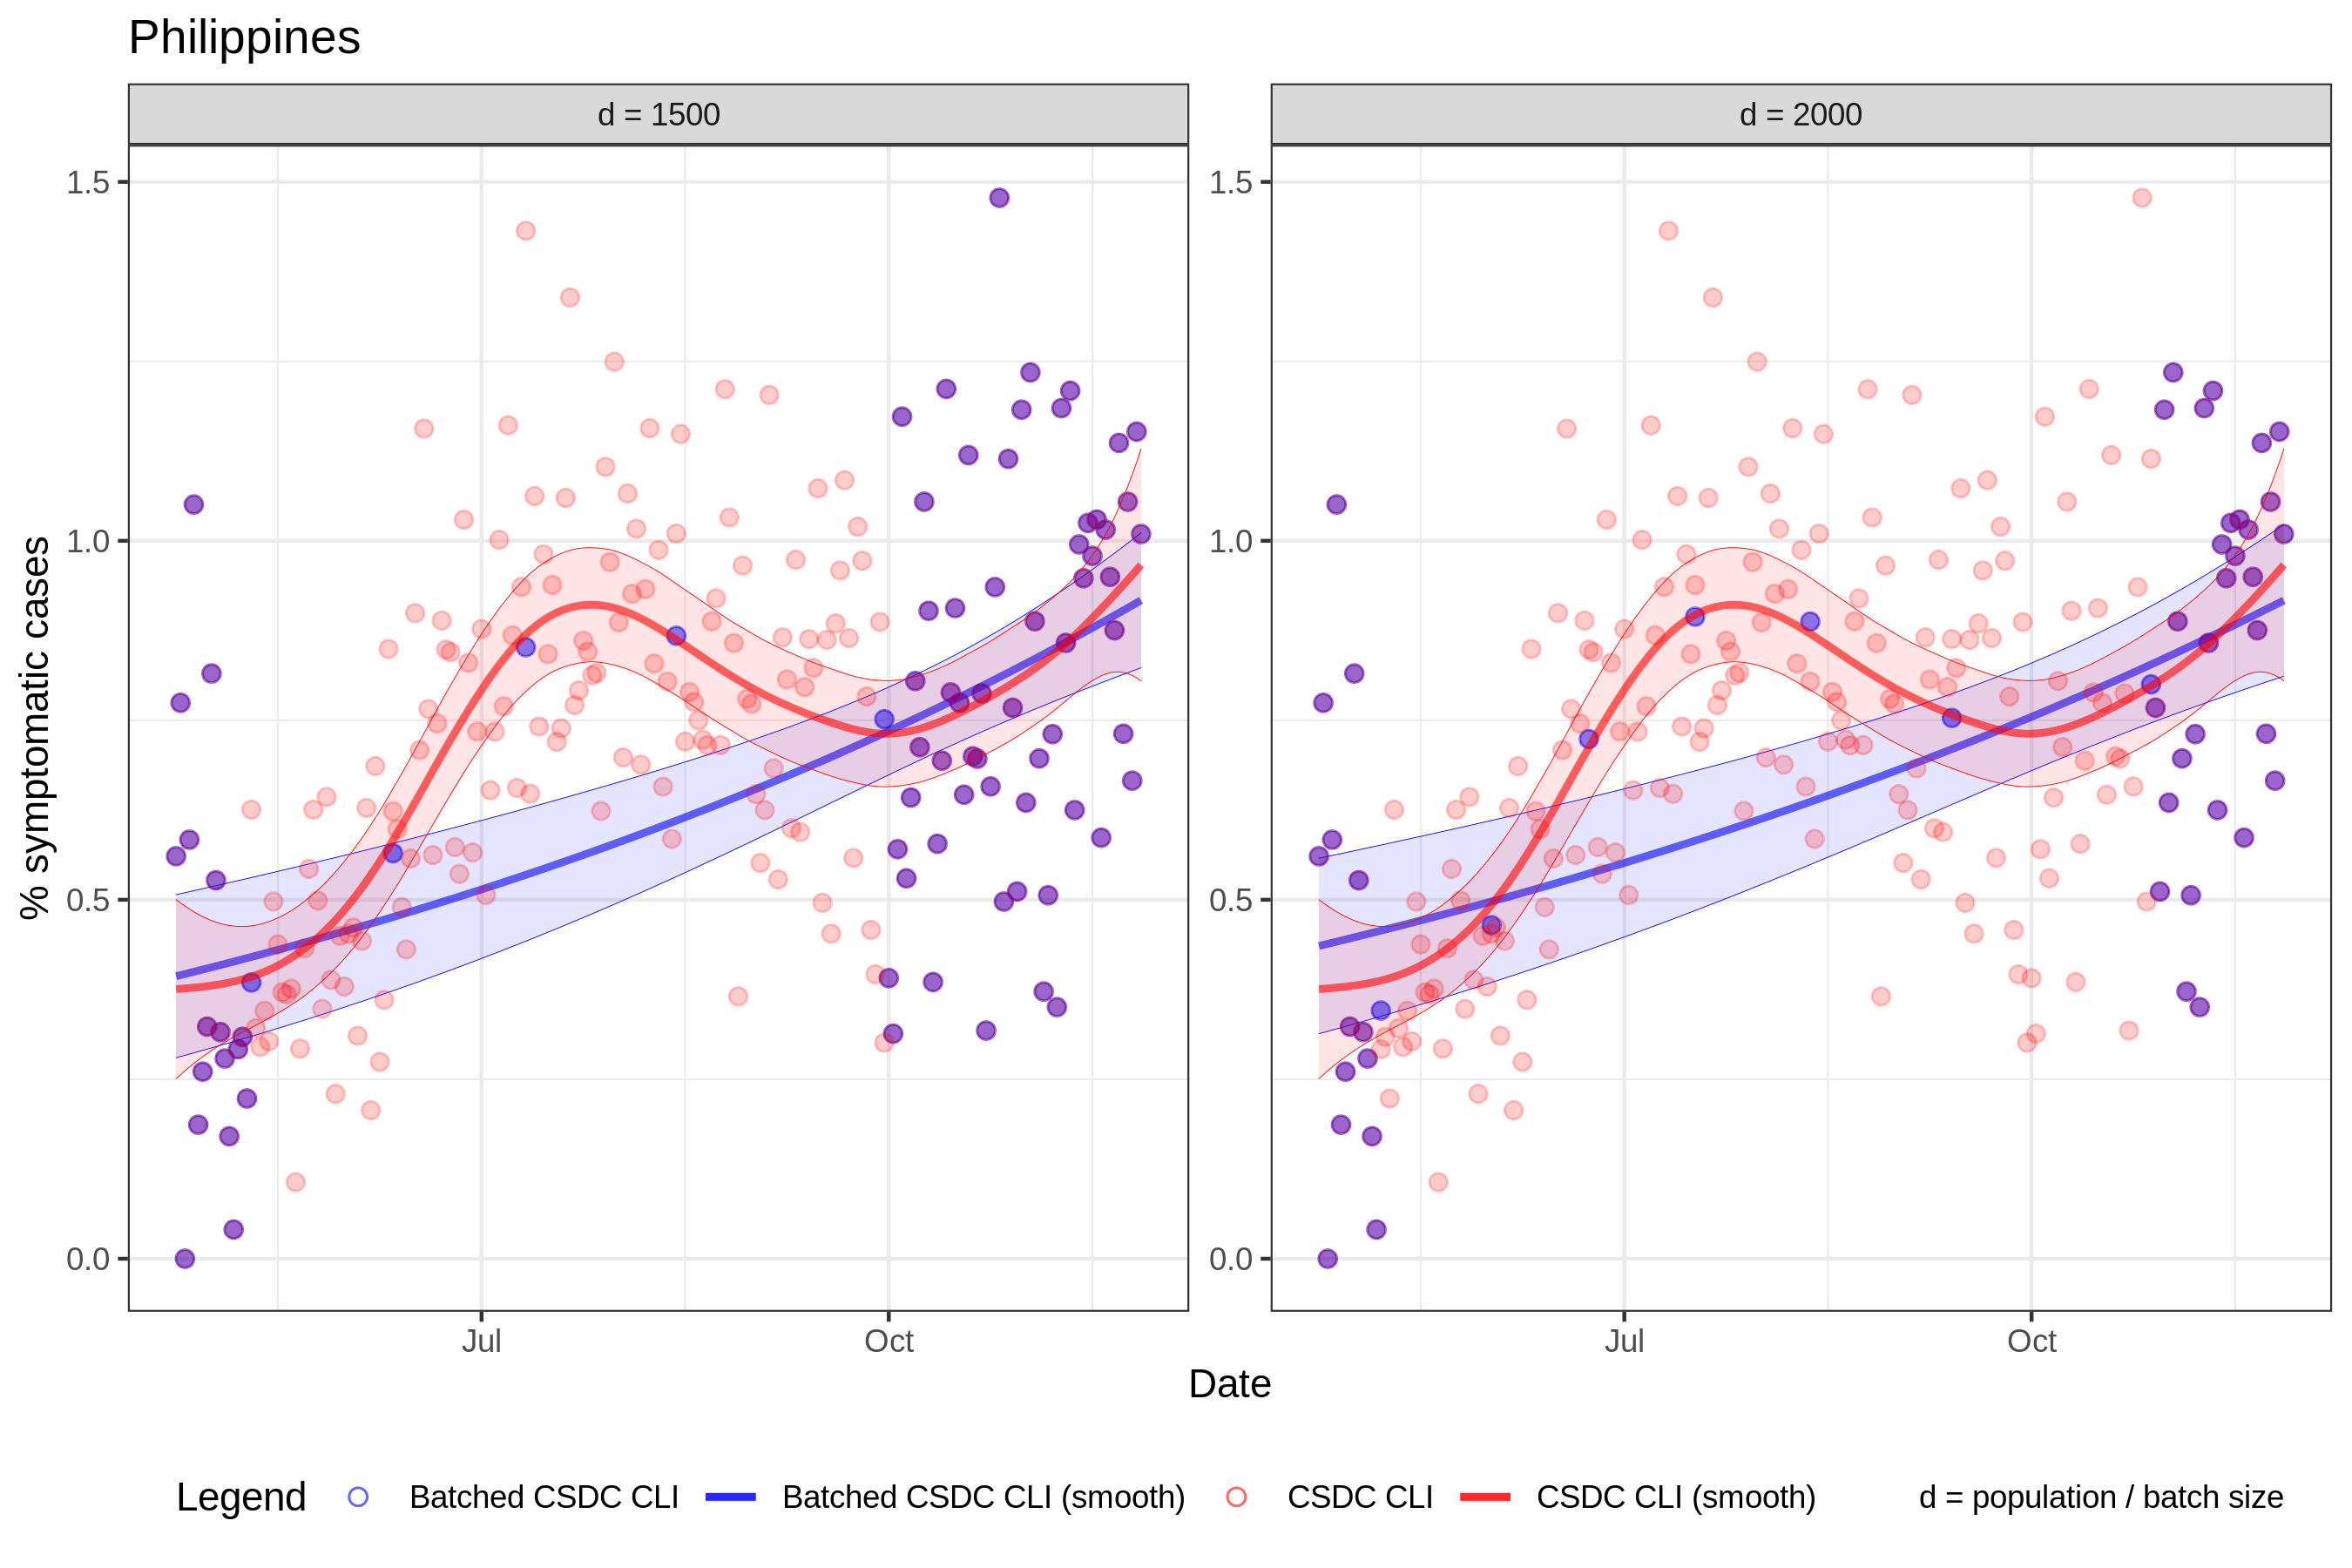 Philippines
d = 1500
d = 2000
% symptomatic cases
1.5
1.0
0.5
0.0
1.5
1.0
0.5
0.0
Jul
Oct
Jul
Oct
Date
Legend
Batched CSDC CLI
Batched CSDC CLI (smooth)
CSDC CLI
CSDC CLI (smooth)
d = population / batch size